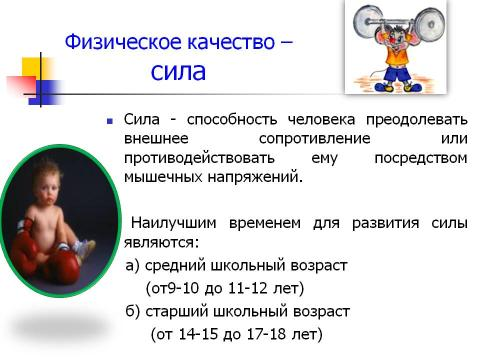 Физическое качество –
сила
Сила - способность человека преодолевать
внешнее сопротивление или
противодействовать ему посредством
мышечных напряжений.
Наилучшим временем для развития силы
являются:
а) средний школьный возраст
(от9-10 до 11-12 лет)
б) старший школьный возраст
(от 14-15 до 17-18 лет)